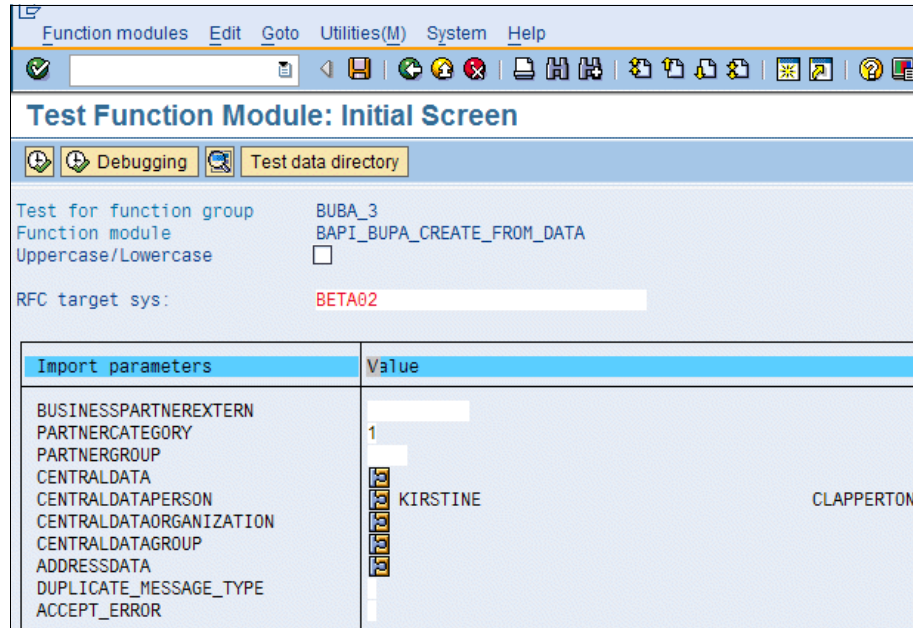 Function modules Edit Goto Utilities(M) System Help
Test Function Module: Initial Screen
Debugging Test data directory
Test for function group BUBA_3
Function module BAPI_BUPA_CREATE_FROM_DATA
Uppercase/Lowercase
RFC target sys: BETA02
Import parameters Value
BUSINESSPARTNEREXTERN
PARTNERCATEGORY 1
PARTNERGROUP
CENTRALDATA
CENTRALDATAPERSON KIRSTINE CLAPPERTON
CENTRALDATAORGANIZATION
CENTRALDATAGROUP
ADDRESSDATA
DUPLICATE_MESSAGE_TYPE
ACCEPT_ERROR